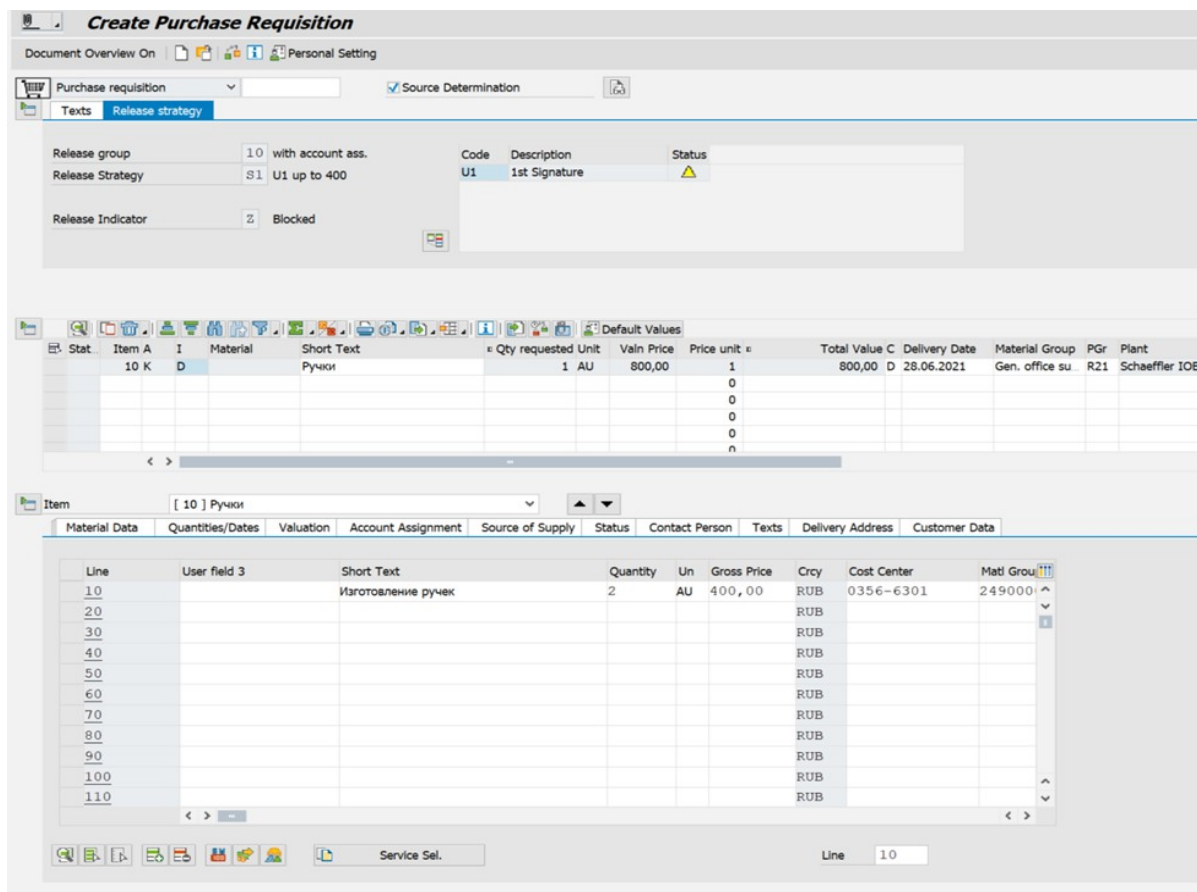 Create Purchase Requisition
Document Overview On Personal Setting
Purchase requisition Source Determination
Texts Release strategy
Release group 10 with account ass. Code Description Status
Release Strategy S1 U1 up to 400 U1 1st Signature
Release Indicator Z Blocked
Default Values
Stat Item A I Material Short Text Qty requested Unit Valn Price Price unit Total Value C Delivery Date Material Group PGr Plant
10 K D Ручки 1 AU 800,00 1 800,00 D 28.06.2021 Gen. office su... R21 Schaeffler
0
0
0
0
0
Item [ 10 ] Ручки
Material Data Quantities/Dates Valuation Account Assignment Source of Supply Status Contact Person Texts Delivery Address Customer Data
Line User field 3 Short Text Quantity Un Gross Price Crcy Cost Center Matl Grou
10 Изготовление ручек 2 AU 400,00 RUB 0356-6301 249000
20 RUB
30 RUB
40 RUB
50 RUB
60 RUB
70 RUB
80 RUB
90 RUB
100 RUB
110 RUB
Service Sel. Line 10